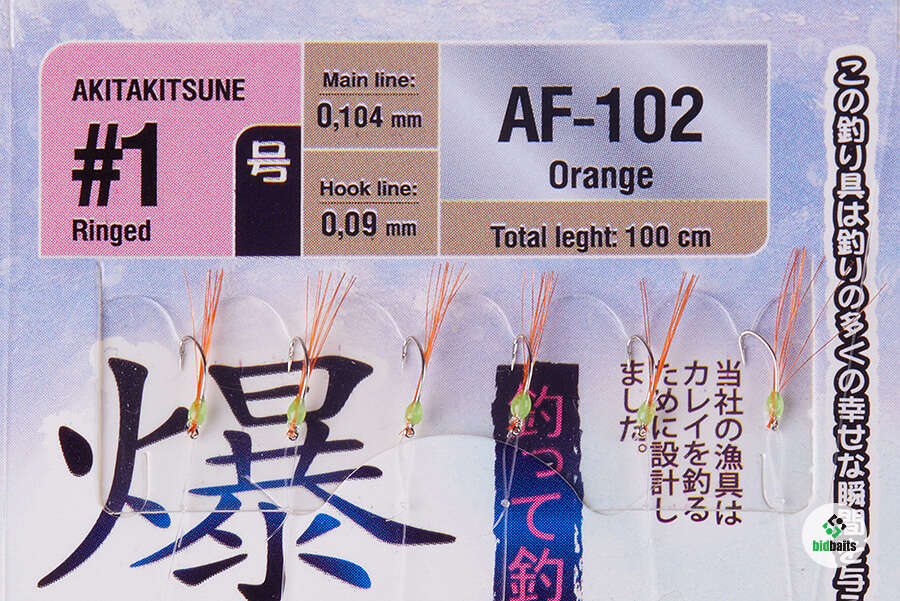 AKITAKITSUNE
#1
Ringed
号
Main line:
0,104 mm
Hook line:
0,09 mm
AF-102
Orange
Total leght: 100 cm
この釣り具は釣りの多くの幸せな瞬間を与
爆
釣って釣
当社の漁具は
カレイを釣る
ために設計し
ました。
bidbaits